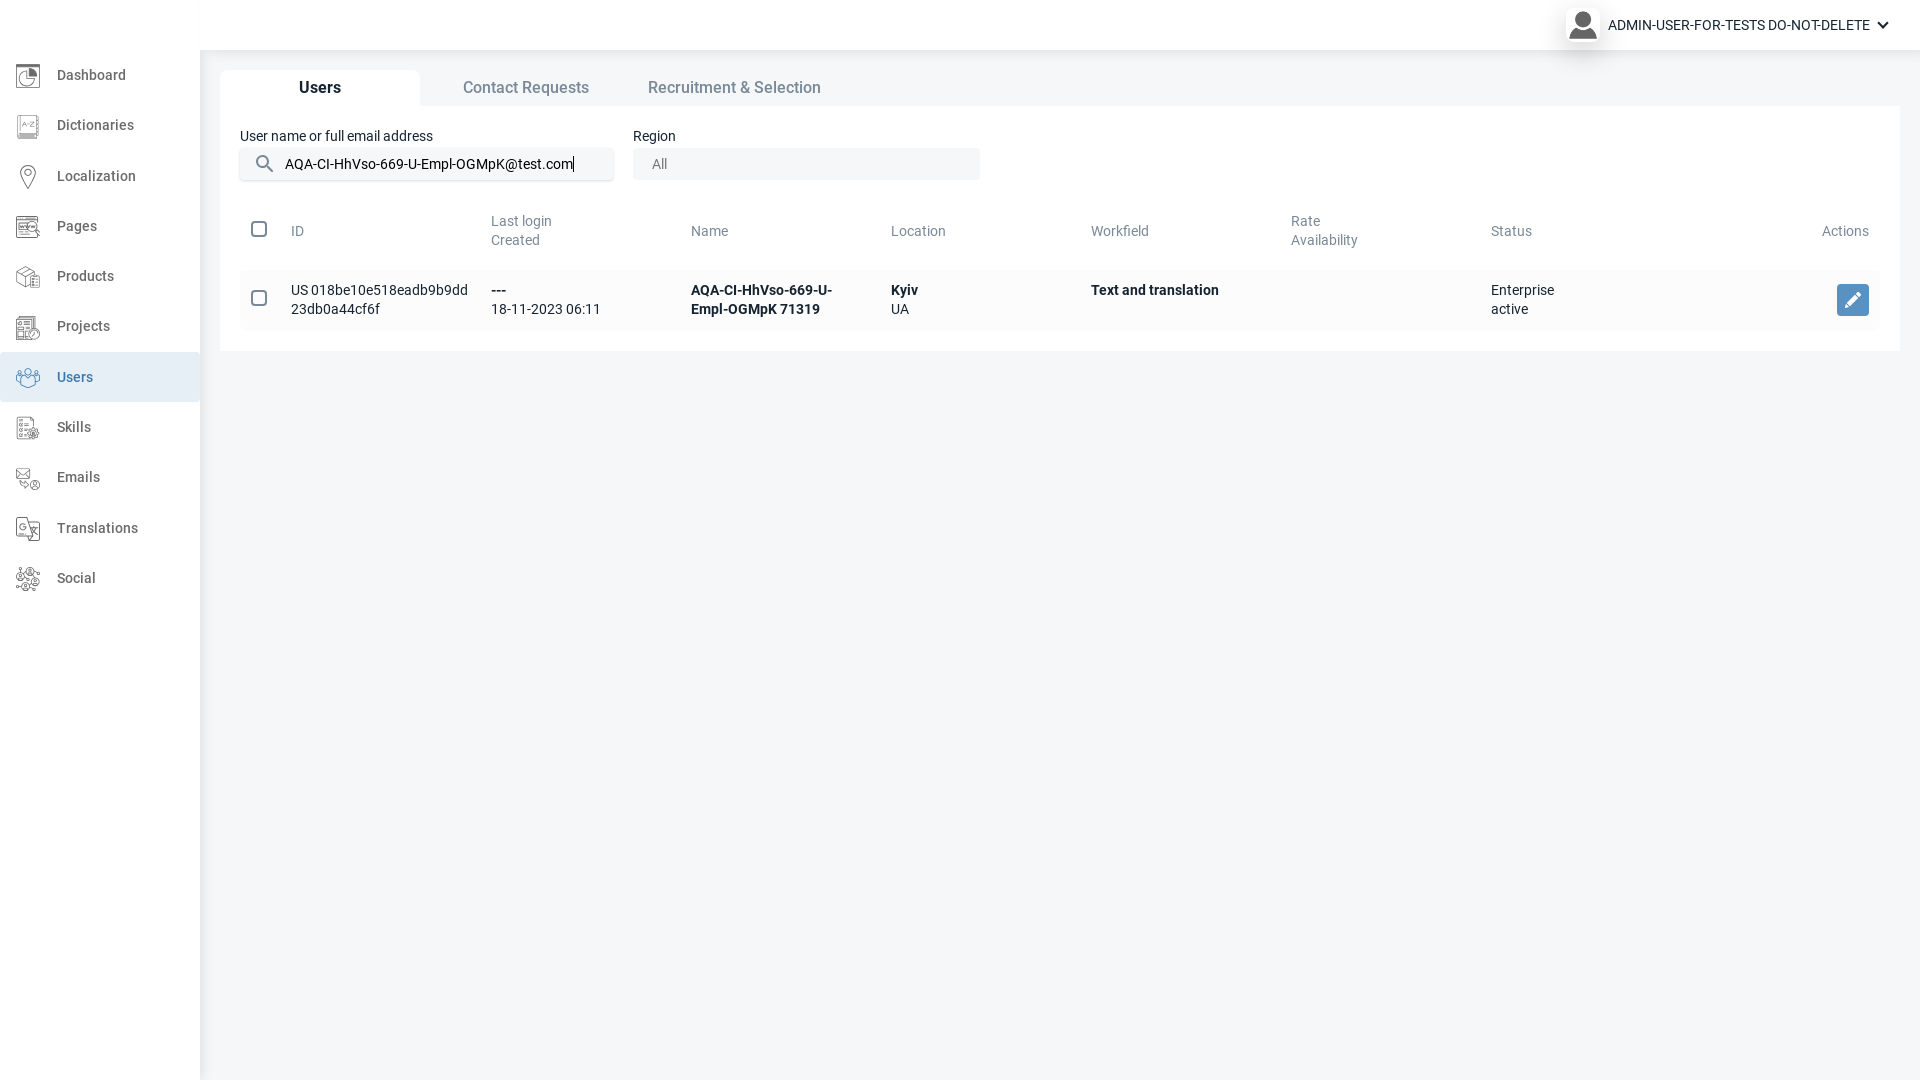 ADMIN-USER-FOR-TESTS DO-NOT-DELETE
Dashboard
Dictionaries
Localization
Pages
Products
Projects
Users
Skills
Emails
Translations
Social
Users
Contact Requests
Recruitment & Selection
User name or full email address
Region
AQA-CI-HhVso-669-U-Empl-OGMpK@test.com
All
ID
Last login
Created
Name
Location
Workfield
Rate
Availability
Status
Actions
US 018be10e518eadb9b9dd
23db0a44cf6f
---
18-11-2023 06:11
AQA-CI-HhVso-669-U-
Empl-OGMpK 71319
Kyiv
UA
Text and translation
Enterprise
active